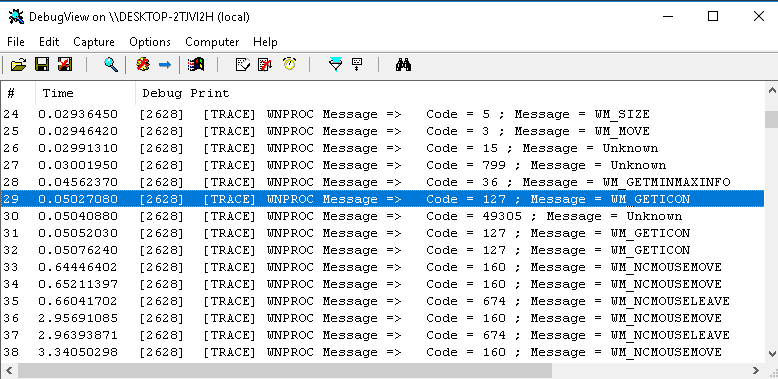 DebugView on \\DESKTOP-2TJVI2H (local)
File Edit Capture Options Computer Help
# Time Debug Print
24 0.02936450 [2628] [TRACE] WNPROC Message => Code = 5 ; Message = WM_SIZE
25 0.02946420 [2628] [TRACE] WNPROC Message => Code = 3 ; Message = WM_MOVE
26 0.02991310 [2628] [TRACE] WNPROC Message => Code = 15 ; Message = Unknown
27 0.03001950 [2628] [TRACE] WNPROC Message => Code = 799 ; Message = Unknown
28 0.04562370 [2628] [TRACE] WNPROC Message => Code = 36 ; Message = WM_GETMINMAXINFO
29 0.05027080 [2628] [TRACE] WNPROC Message => Code = 127 ; Message = WM_GETICON
30 0.05040880 [2628] [TRACE] WNPROC Message => Code = 49305 ; Message = Unknown
31 0.05052030 [2628] [TRACE] WNPROC Message => Code = 127 ; Message = WM_GETICON
32 0.05076240 [2628] [TRACE] WNPROC Message => Code = 127 ; Message = WM_GETICON
33 0.64446402 [2628] [TRACE] WNPROC Message => Code = 160 ; Message = WM_NCMOUSEMOVE
34 0.65211397 [2628] [TRACE] WNPROC Message => Code = 160 ; Message = WM_NCMOUSEMOVE
35 0.66041702 [2628] [TRACE] WNPROC Message => Code = 674 ; Message = WM_NCMOUSELEAVE
36 2.95691085 [2628] [TRACE] WNPROC Message => Code = 160 ; Message = WM_NCMOUSEMOVE
37 2.96393871 [2628] [TRACE] WNPROC Message => Code = 674 ; Message = WM_NCMOUSELEAVE
38 3.34050298 [2628] [TRACE] WNPROC Message => Code = 160 ; Message = WM_NCMOUSEMOVE